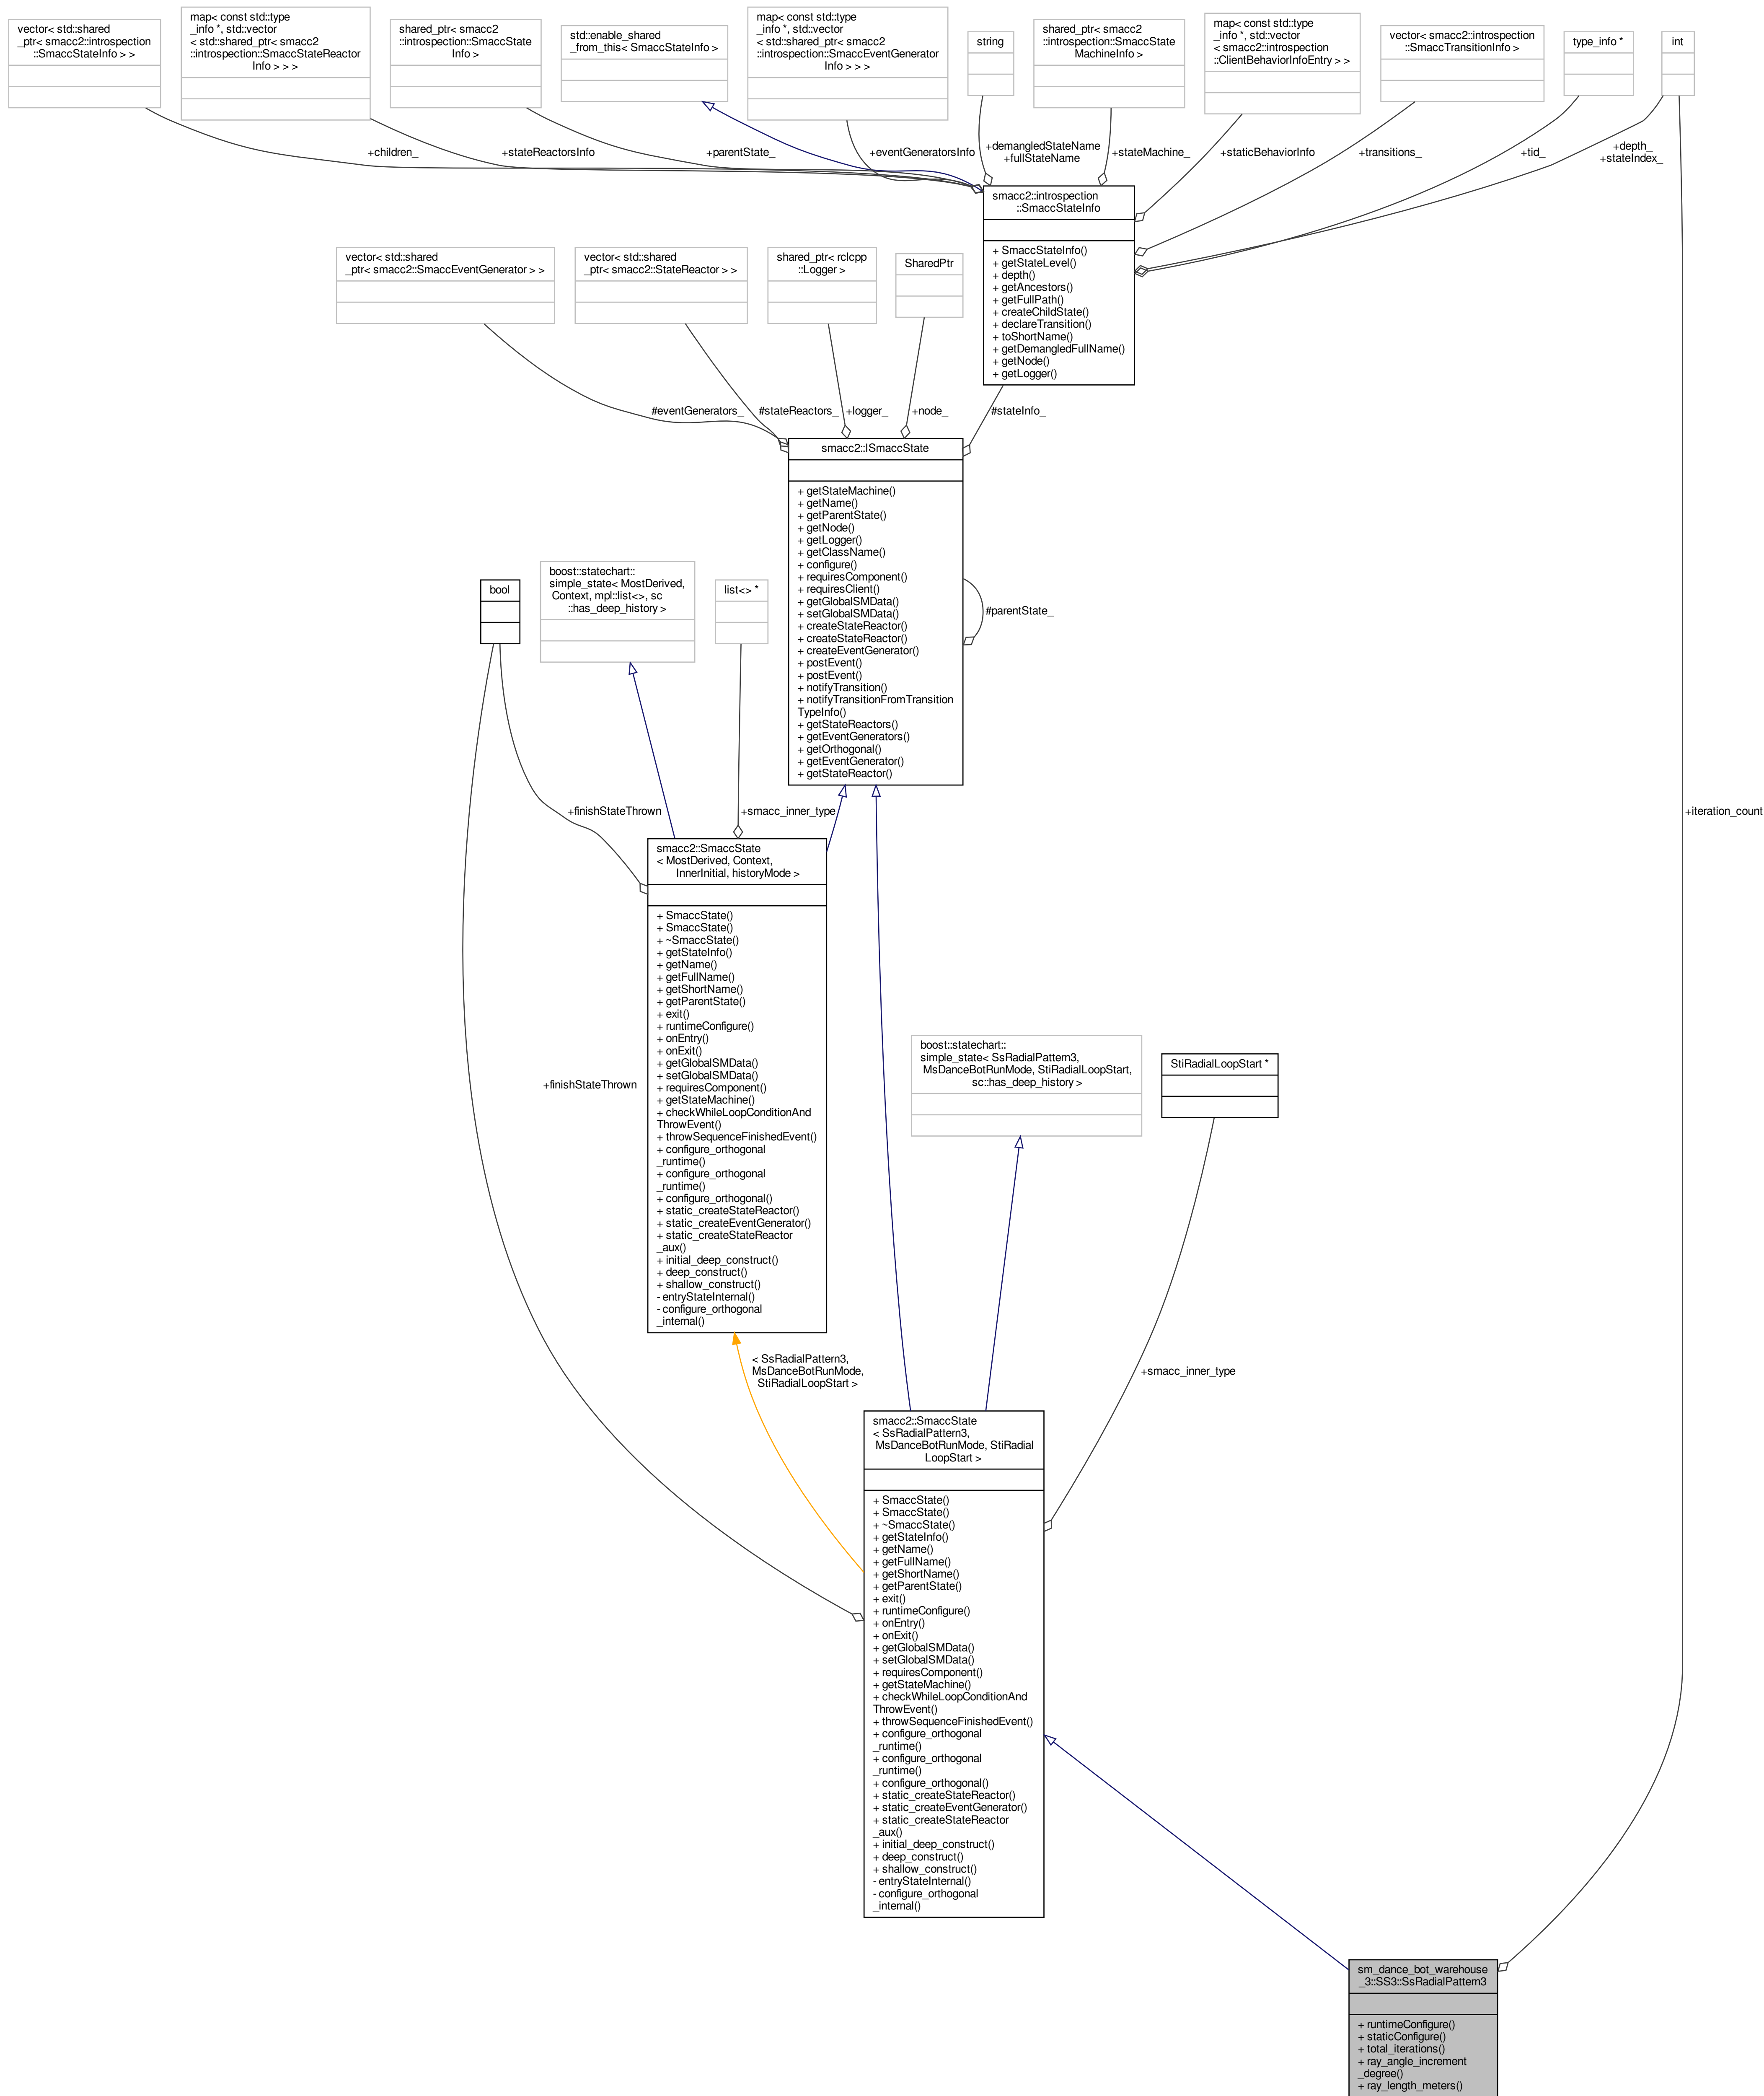 vector< std::shared
_ptr< smacc2::introspection
::SmaccStateInfo > >
map< const std::type
_info *, std::vector
< std::shared_ptr< smacc2
::introspection::SmaccStateReactor
Info > > >
shared_ptr< smacc2
::introspection::SmaccState
Info >
std::enable_shared
_from_this< SmaccStateInfo >
map< const std::type
_info *, std::vector
< std::shared_ptr< smacc2
::introspection::SmaccEventGenerator
Info > > >
string
shared_ptr< smacc2
::introspection::SmaccState
MachineInfo >
map< const std::type
_info *, std::vector
< smacc2::introspection
::ClientBehaviorInfoEntry > >
vector< smacc2::introspection
::SmaccTransitionInfo >
type_info *
int
+children_
+stateReactorsInfo
+parentState_
+eventGeneratorsInfo
+demangledStateName
+fullStateName
+stateMachine_
+staticBehaviorInfo
+transitions_
+tid_
+depth_
+stateIndex_
smacc2::introspection
::SmaccStateInfo
+ SmaccStateInfo()
+ getStateLevel()
+ depth()
+ getAncestors()
+ getFullPath()
+ createChildState()
+ declareTransition()
+ toShortName()
+ getDemangledFullName()
+ getNode()
+ getLogger()
vector< std::shared
_ptr< smacc2::SmaccEventGenerator > >
vector< std::shared
_ptr< smacc2::StateReactor > >
shared_ptr< rclcpp
::Logger >
SharedPtr
#eventGenerators_
#stateReactors_
+logger_
+node_
#stateInfo_
smacc2::ISmaccState
+ getStateMachine()
+ getName()
+ getParentState()
+ getNode()
+ getLogger()
+ getClassName()
+ configure()
+ requiresComponent()
+ requiresClient()
+ getGlobalSMData()
+ setGlobalSMData()
+ createStateReactor()
+ createStateReactor()
+ createEventGenerator()
+ postEvent()
+ postEvent()
+ notifyTransition()
+ notifyTransitionFromTransition
TypeInfo()
+ getStateReactors()
+ getEventGenerators()
+ getOrthogonal()
+ getEventGenerator()
+ getStateReactor()
#parentState_
bool
boost::statechart::
simple_state< MostDerived,
Context, mpl::list<>, sc
::has_deep_history >
list<> *
+finishStateThrown
+smacc_inner_type
+iteration_count
smacc2::SmaccState
< MostDerived, Context,
InnerInitial, historyMode >
+ SmaccState()
+ SmaccState()
+ ~SmaccState()
+ getStateInfo()
+ getName()
+ getFullName()
+ getShortName()
+ getParentState()
+ exit()
+ runtimeConfigure()
+ onEntry()
+ onExit()
+ getGlobalSMData()
+ setGlobalSMData()
+ requiresComponent()
+ getStateMachine()
+ checkWhileLoopConditionAnd
ThrowEvent()
+ throwSequenceFinishedEvent()
+ configure_orthogonal
_runtime()
+ configure_orthogonal
_runtime()
+ configure_orthogonal()
+ static_createStateReactor()
+ static_createEventGenerator()
+ static_createStateReactor
_aux()
+ initial_deep_construct()
+ deep_construct()
+ shallow_construct()
- entryStateInternal()
- configure_orthogonal
_internal()
+finishStateThrown
boost::statechart::
simple_state< SsRadialPattern3,
MsDanceBotRunMode, StiRadialLoopStart,
sc::has_deep_history >
StiRadialLoopStart *
< SsRadialPattern3,
MsDanceBotRunMode,
StiRadialLoopStart >
+smacc_inner_type
smacc2::SmaccState
< SsRadialPattern3,
MsDanceBotRunMode, StiRadial
LoopStart >
+ SmaccState()
+ SmaccState()
+ ~SmaccState()
+ getStateInfo()
+ getName()
+ getFullName()
+ getShortName()
+ getParentState()
+ exit()
+ runtimeConfigure()
+ onEntry()
+ onExit()
+ getGlobalSMData()
+ setGlobalSMData()
+ requiresComponent()
+ getStateMachine()
+ checkWhileLoopConditionAnd
ThrowEvent()
+ throwSequenceFinishedEvent()
+ configure_orthogonal
_runtime()
+ configure_orthogonal
_runtime()
+ configure_orthogonal()
+ static_createStateReactor()
+ static_createEventGenerator()
+ static_createStateReactor
_aux()
+ initial_deep_construct()
+ deep_construct()
+ shallow_construct()
- entryStateInternal()
- configure_orthogonal
_internal()
sm_dance_bot_warehouse
_3::SS3::SsRadialPattern3
+ runtimeConfigure()
+ staticConfigure()
+ total_iterations()
+ ray_angle_increment
_degree()
+ ray_length_meters()